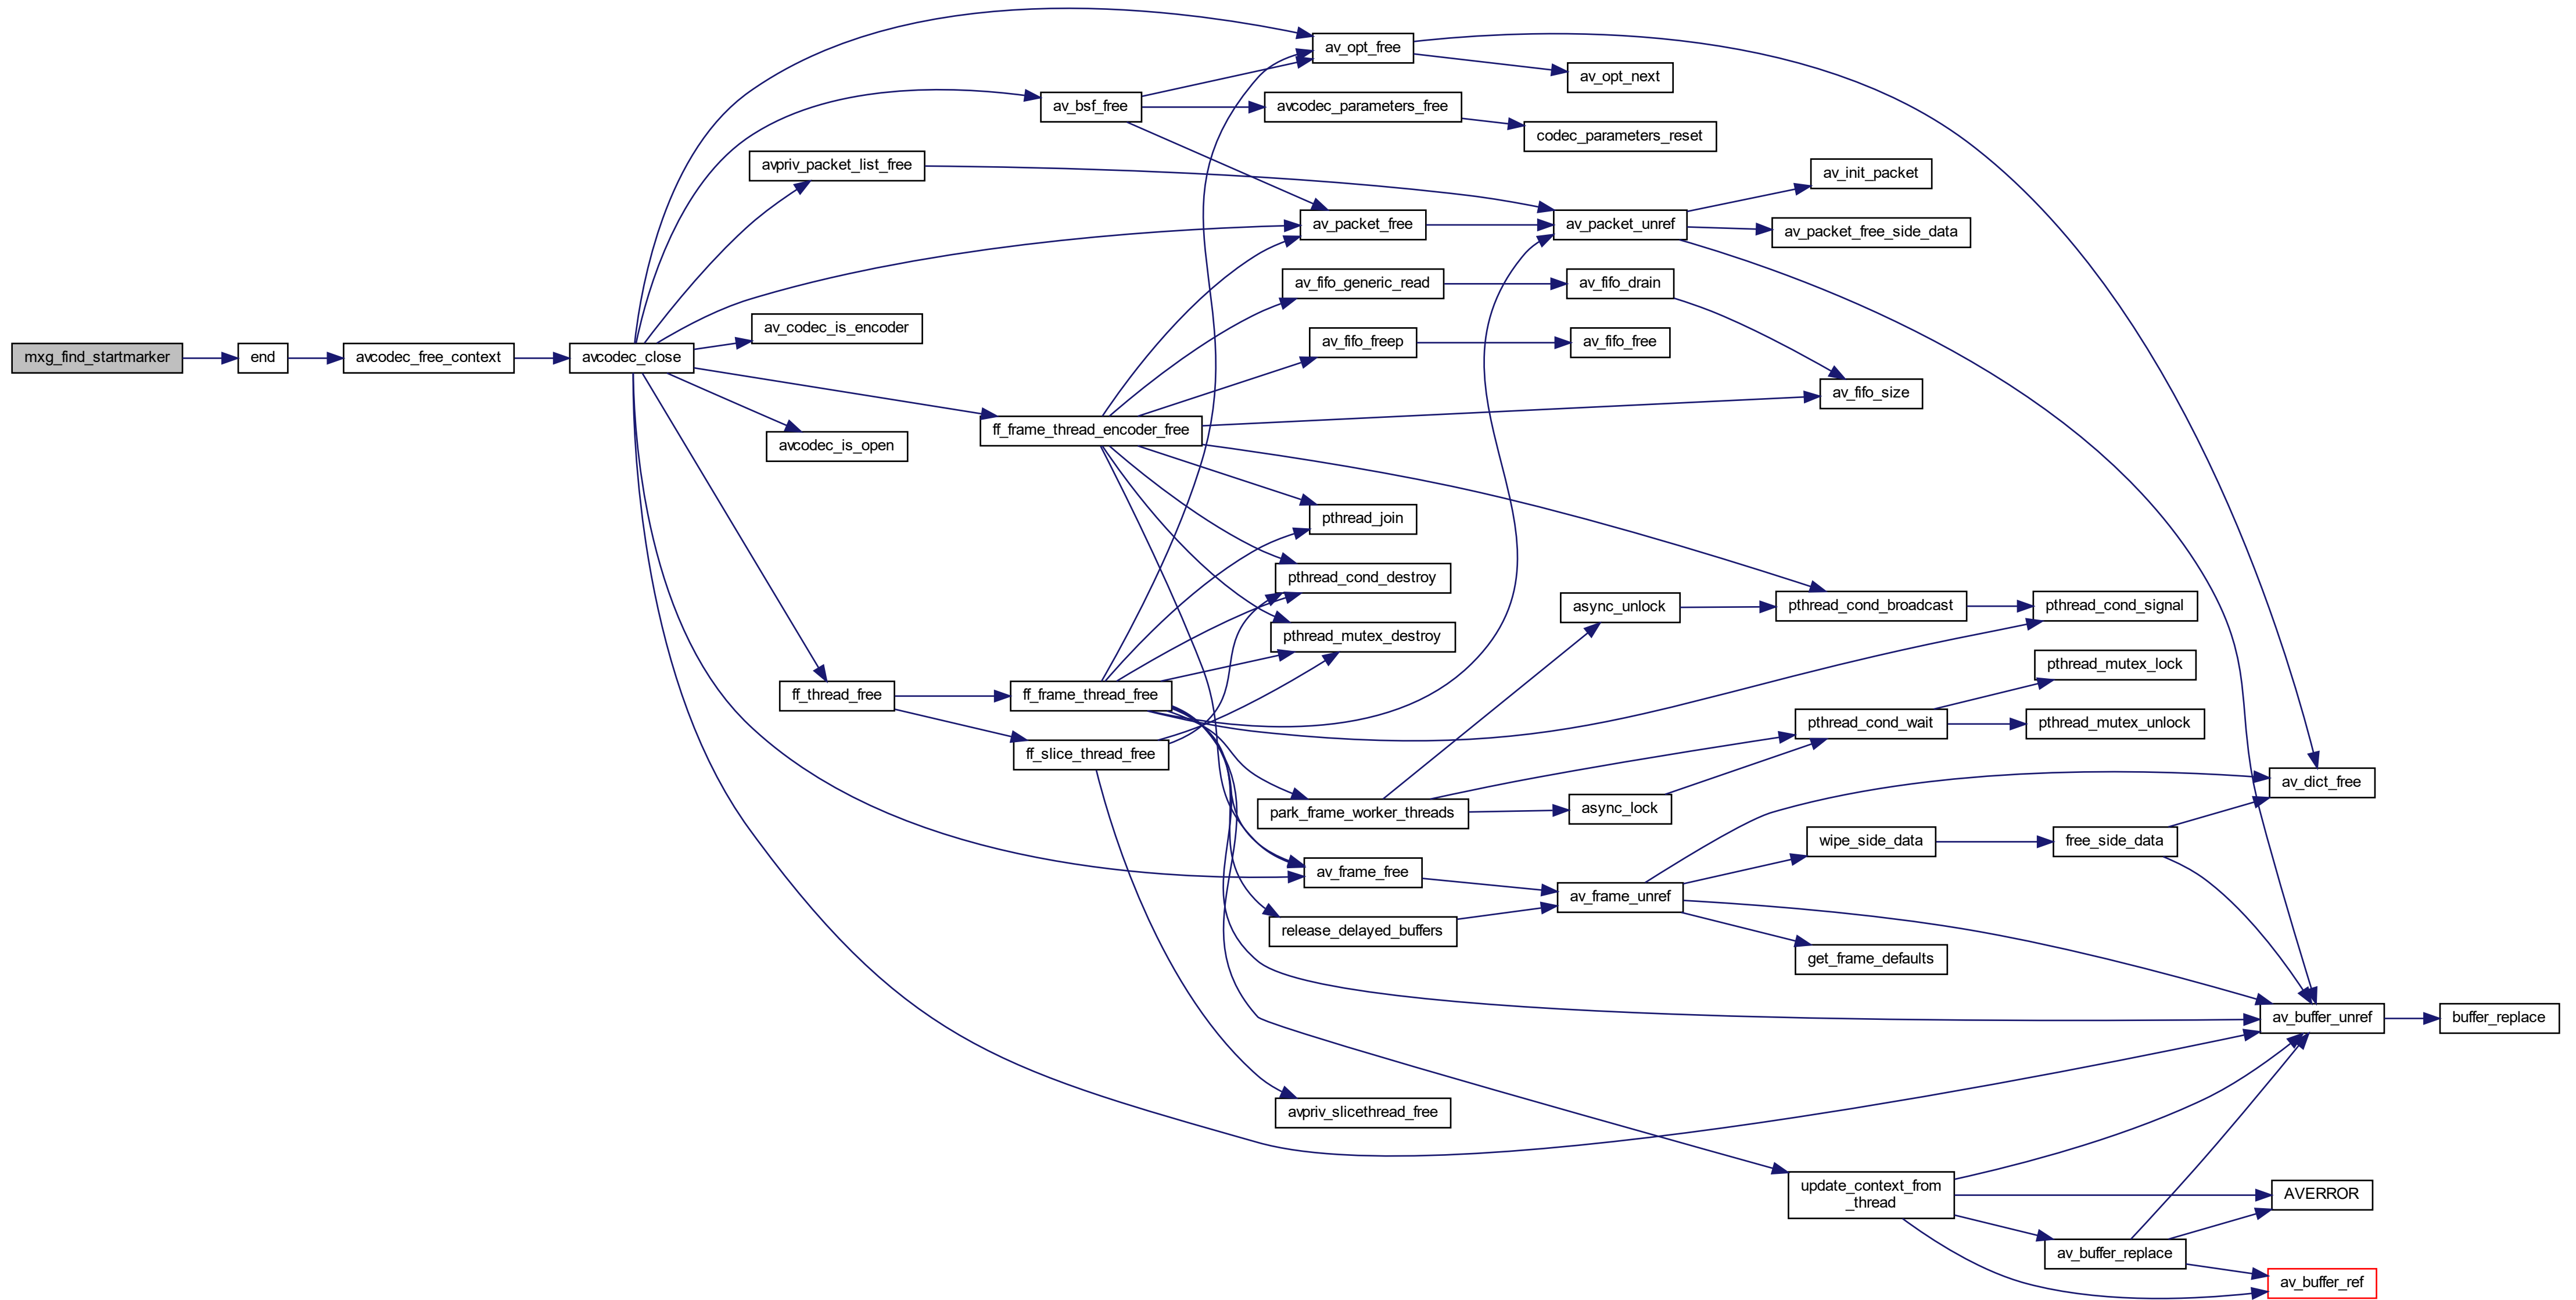 av_opt_free
av_opt_next
av_bsf_free
avcodec_parameters_free
codec_parameters_reset
avpriv_packet_list_free
av_init_packet
av_packet_free
av_packet_unref
av_packet_free_side_data
av_fifo_generic_read
av_fifo_drain
av_codec_is_encoder
av_fifo_freep
av_fifo_free
mxg_find_startmarker
end
avcodec_free_context
avcodec_close
av_fifo_size
ff_frame_thread_encoder_free
avcodec_is_open
pthread_join
pthread_cond_destroy
async_unlock
pthread_cond_broadcast
pthread_cond_signal
pthread_mutex_destroy
pthread_mutex_lock
ff_thread_free
ff_frame_thread_free
pthread_cond_wait
pthread_mutex_unlock
ff_slice_thread_free
av_dict_free
park_frame_worker_threads
async_lock
wipe_side_data
free_side_data
av_frame_free
av_frame_unref
release_delayed_buffers
get_frame_defaults
av_buffer_unref
buffer_replace
avpriv_slicethread_free
update_context_from
_thread
AVERROR
av_buffer_replace
av_buffer_ref